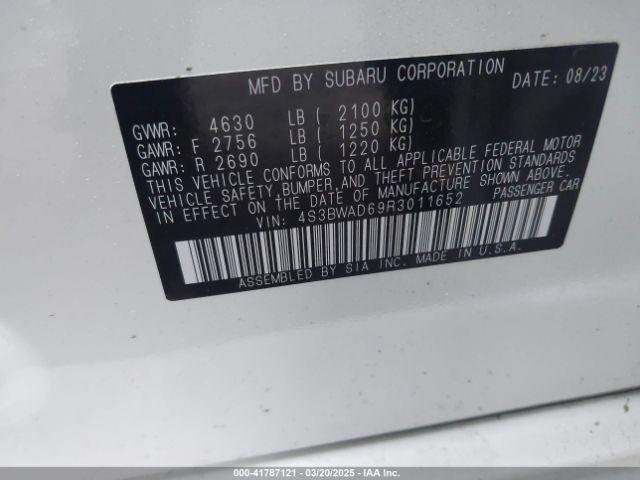 MFD BY SUBARU CORPORATION DATE: 08/23
GVWR: 4630 LB ( 2100 KG)
GAWR: F 2756 LB ( 1250 KG)
GAWR: R 2690 LB ( 1220 KG)
THIS VEHICLE CONFORMS TO ALL APPLICABLE FEDERAL MOTOR
VEHICLE SAFETY, BUMPER, AND THEFT PREVENTION STANDARDS
IN EFFECT ON THE DATE OF MANUFACTURE SHOWN ABOVE.
VIN: 4S3BWAD69R3011652 PASSENGER CAR
ASSEMBLED BY SIA INC. MADE IN U.S.A.
000-41787121 - 03/20/2025 - IAA Inc.